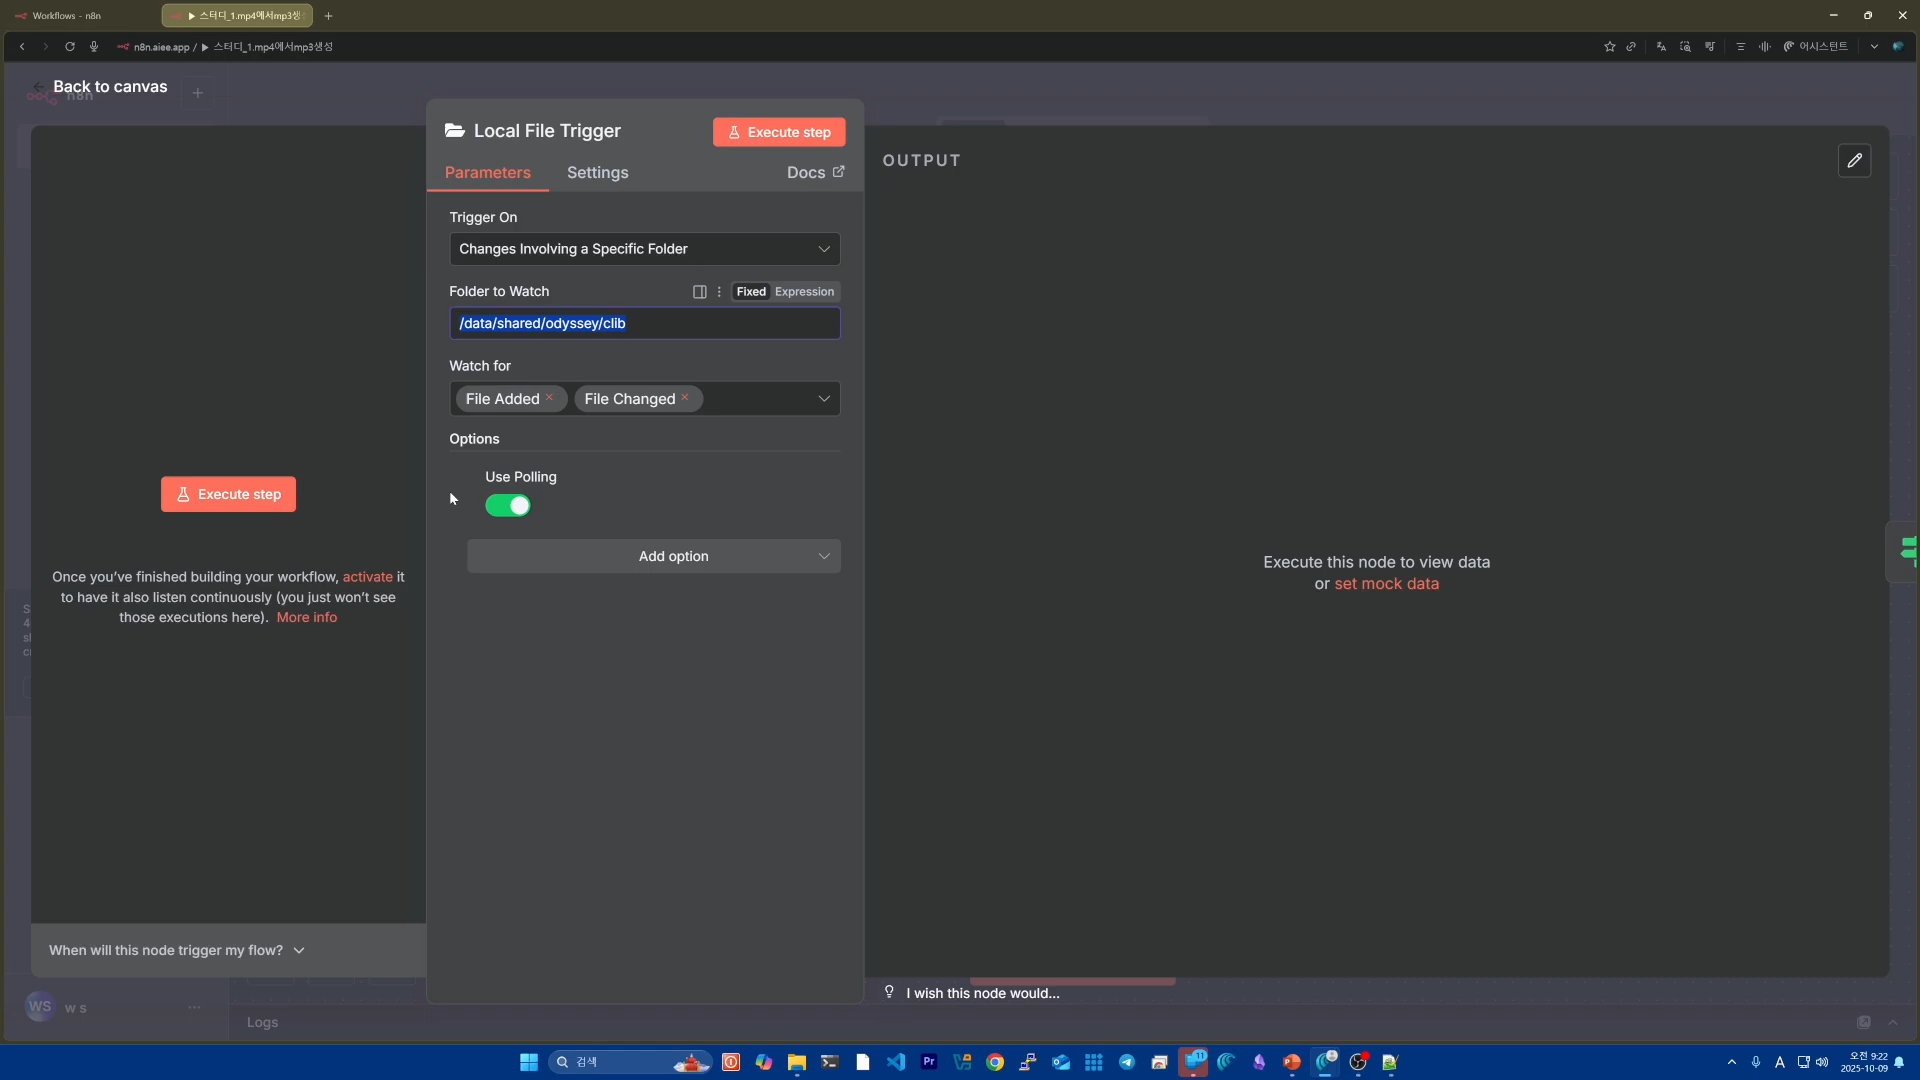 Workflows - n8n
▶ 스터디_1.mp4에서mp3생성
n8n.aiee.app / ▶ 스터디_1.mp4에서mp3생성
어시스턴트
Back to canvas
n8n
Local File Trigger
Execute step
Parameters
Settings
Docs
Trigger On
Changes Involving a Specific Folder
Folder to Watch
Fixed
Expression
/data/shared/odyssey/clib
Watch for
File Added
File Changed
Options
Use Polling
Add option
Execute step
Once you've finished building your workflow, activate it
to have it also listen continuously (you just won't see
those executions here). More info
When will this node trigger my flow?
OUTPUT
Execute this node to view data
or set mock data
I wish this node would...
WS
w s
Logs
검색
11
A
오전 9:22
2025-10-09